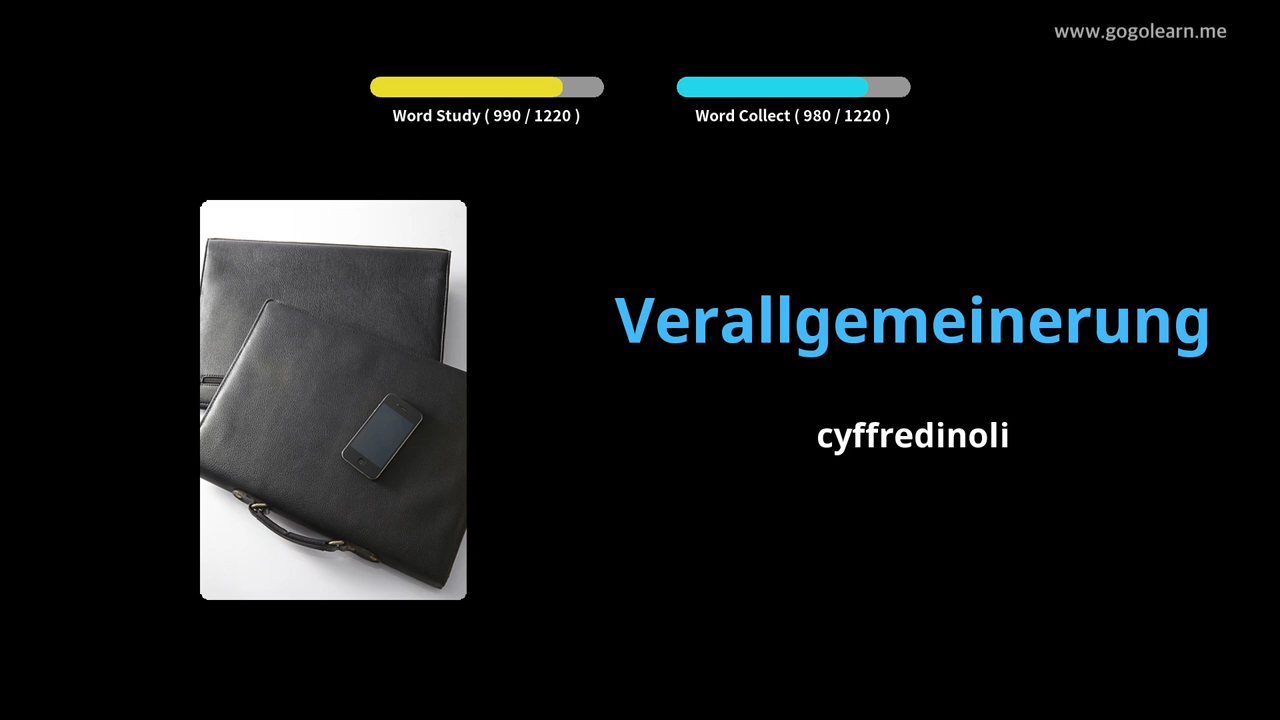 www.gogolearn.me
Word Study ( 990 / 1220 )
Word Collect ( 980 / 1220 )
Verallgemeinerung
cyffredinoli